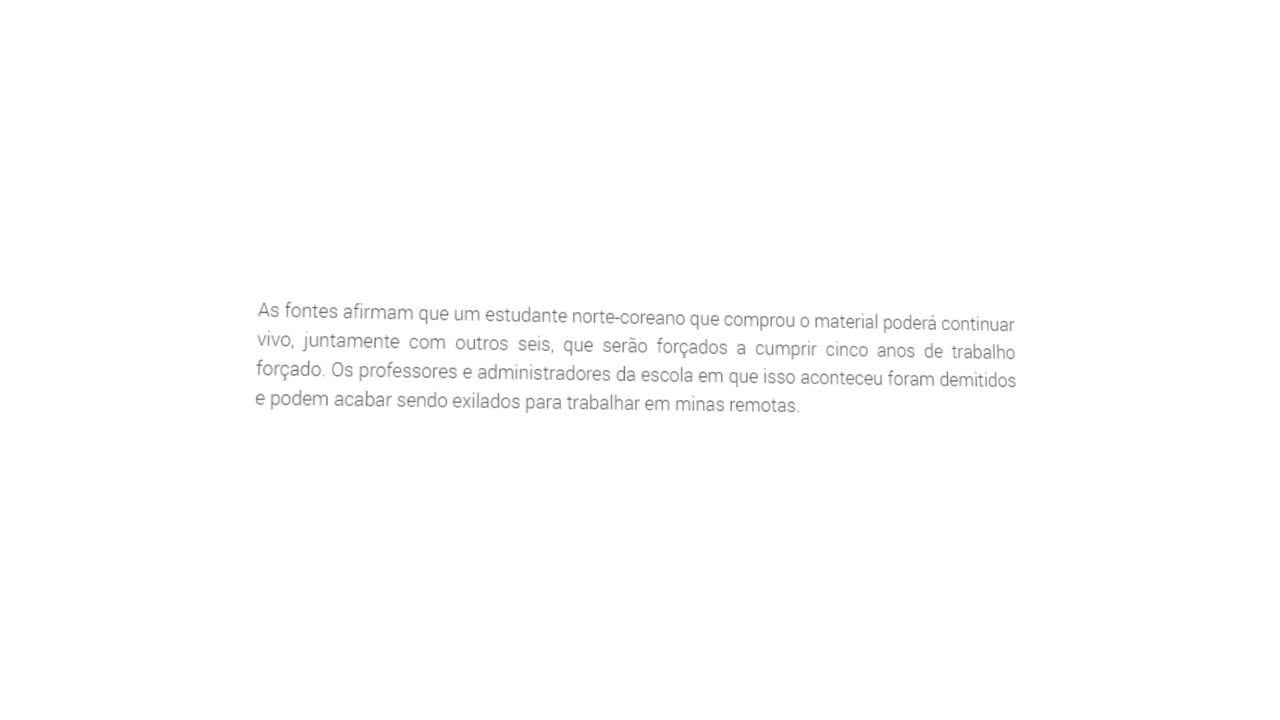 As fontes afirmam que um estudante norte-coreano que comprou o material poderá continuar
vivo, juntamente com outros seis, que serão forçados a cumprir cinco anos de trabalho
forçado. Os professores e administradores da escola em que isso aconteceu foram demitidos
e podem acabar sendo exilados para trabalhar em minas remotas.